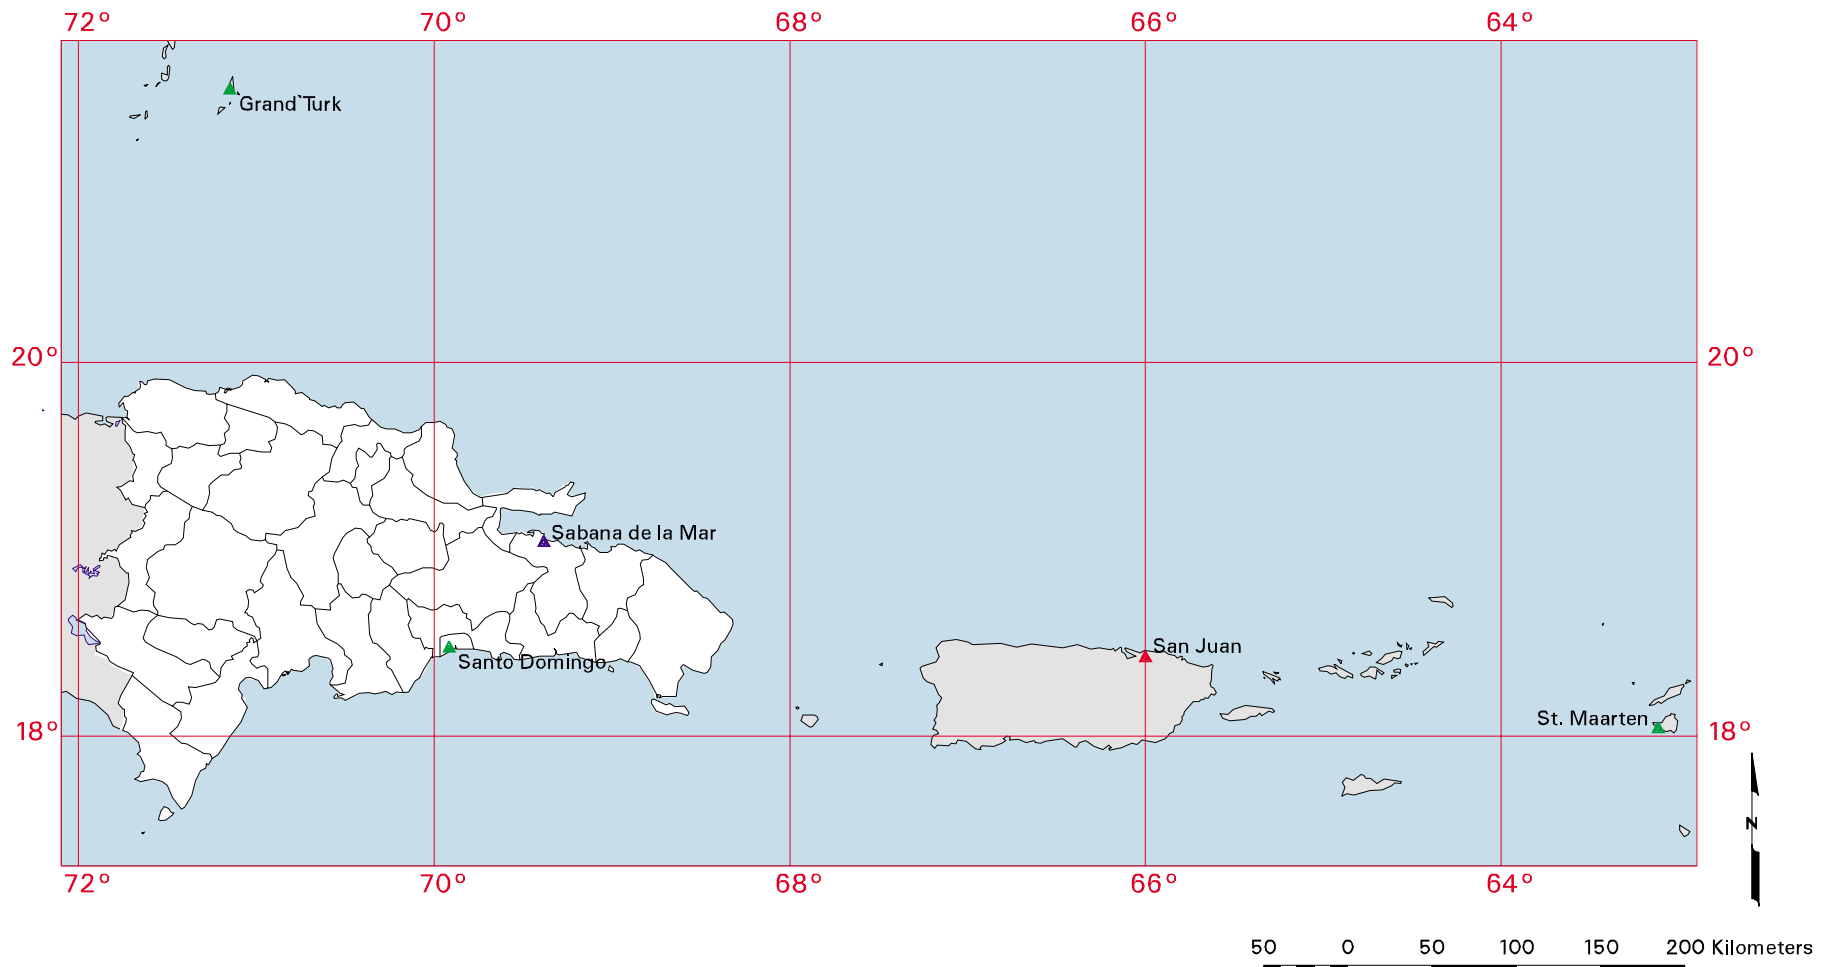 72° 70° 68° 66° 64°
Grand Turk
20° 20°
Sabana de la Mar
San Juan
Santo Domingo
St. Maarten
18° 18°
N
72° 70° 68° 66° 64°
50 0 50 100 150 200 Kilometers